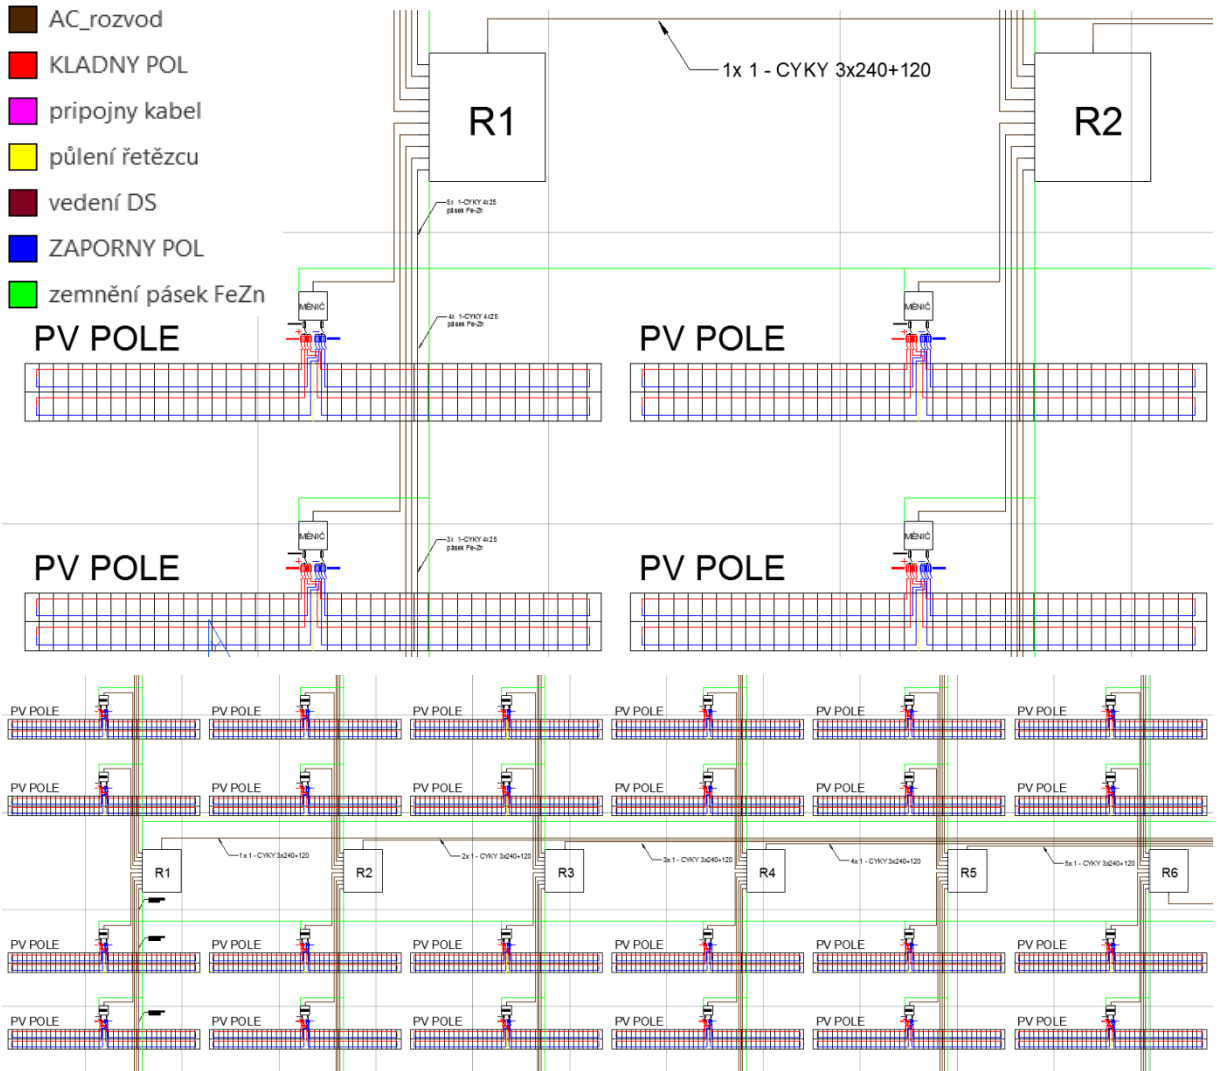 AC_rozvod
KLADNY POL
pripojny kabel
půlení řetězcu
vedení DS
ZAPORNY POL
zemnění pásek FeZn
R1
1x 1 - CYKY 3x240+120
R2
5x 1-CYKY 4x25
pásek Fe-Zn
MĚNIČ
MĚNIČ
4x 1-CYKY 4x25
pásek Fe-Zn
PV POLE
PV POLE
MĚNIČ
MĚNIČ
3x 1-CYKY 4x25
pásek Fe-Zn
PV POLE
PV POLE
PV POLE PV POLE PV POLE PV POLE PV POLE PV POLE
PV POLE PV POLE PV POLE PV POLE PV POLE PV POLE
1x 1 - CYKY 3x240+120
2x 1 - CYKY 3x240+120
3x 1 - CYKY 3x240+120
4x 1 - CYKY 3x240+120
5x 1 - CYKY 3x240+120
R1 R2 R3 R4 R5 R6
PV POLE PV POLE PV POLE PV POLE PV POLE PV POLE
PV POLE PV POLE PV POLE PV POLE PV POLE PV POLE